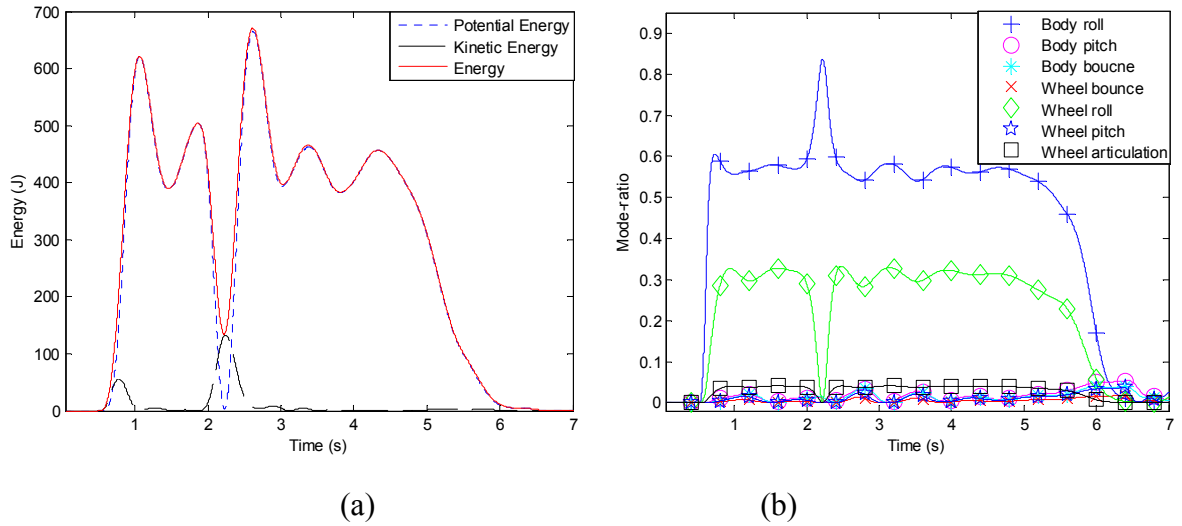 700
600
500
400
300
200
100
0
0
1
2
3
4
5
6
7
Energy (J)
Time (s)
Potential Energy
Kinetic Energy
Energy
(a)
0.9
0.8
0.7
0.6
0.5
0.4
0.3
0.2
0.1
0
1
2
3
4
5
6
7
Mode-ratio
Time (s)
Body roll
Body pitch
Body boucne
Wheel bounce
Wheel roll
Wheel pitch
Wheel articulation
(b)